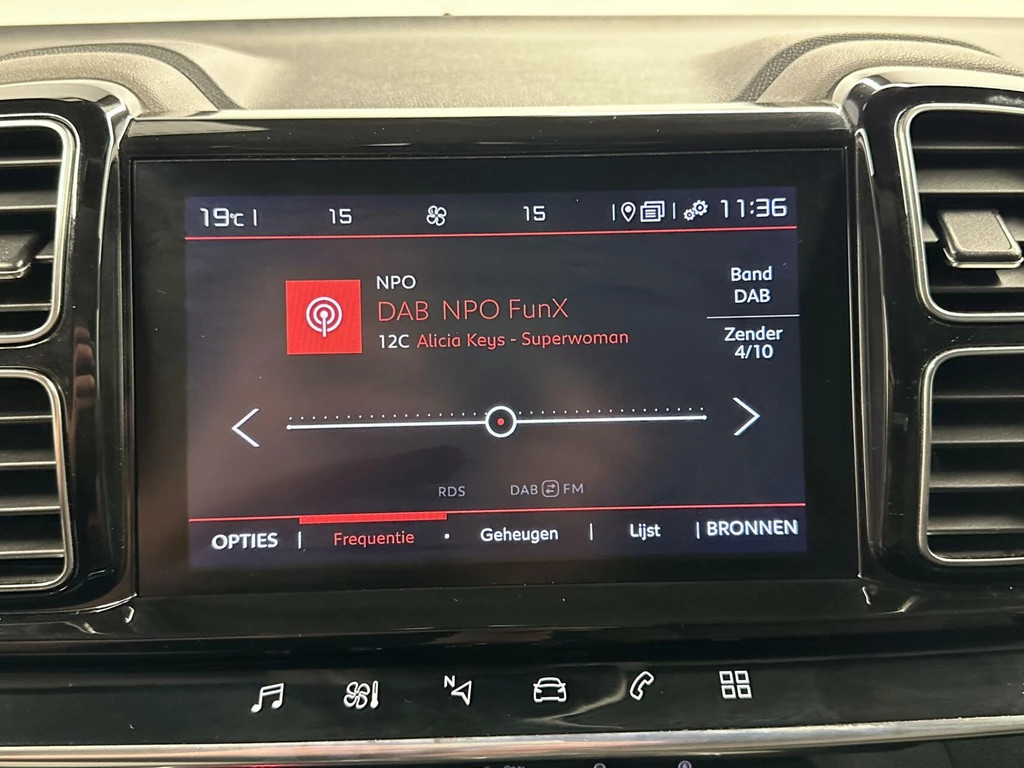 19°C 15 15 11:36
NPO
DAB NPO FunX
12C Alicia Keys - Superwoman
Band
DAB
Zender
4/10
RDS DAB FM
OPTIES Frequentie Geheugen Lijst BRONNEN
N